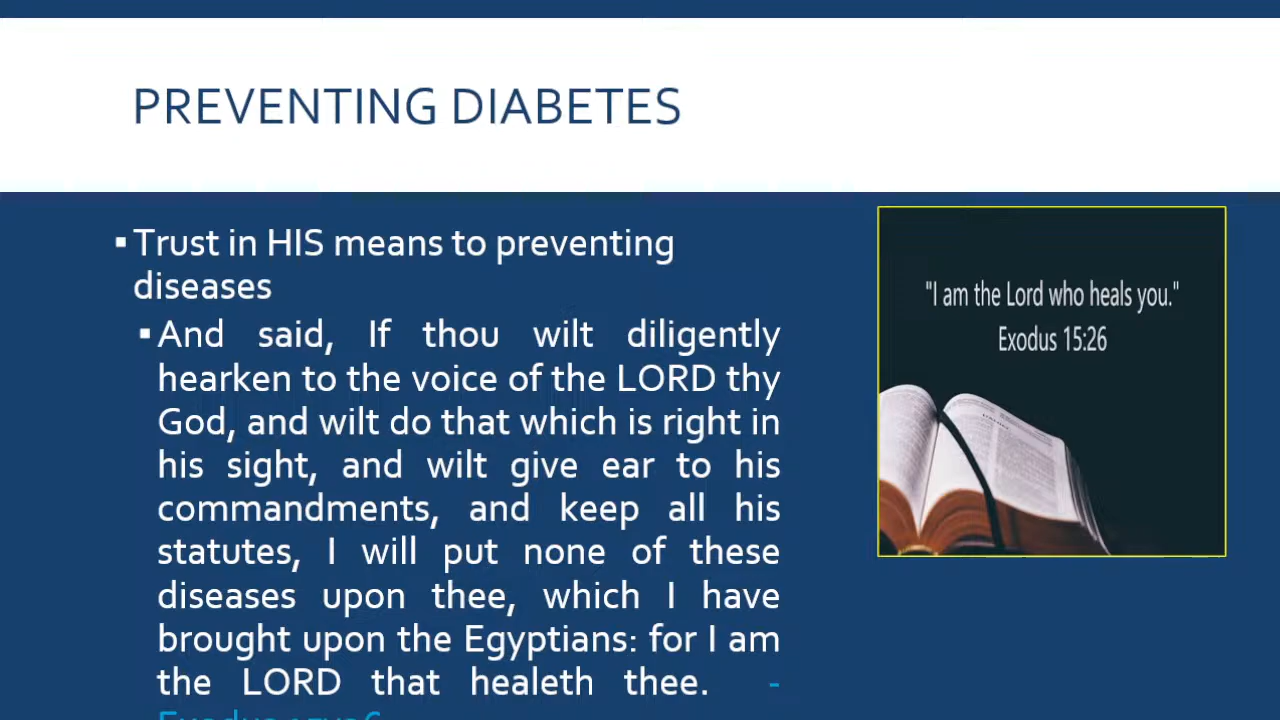 PREVENTING DIABETES
▪Trust in HIS means to preventing
diseases
▪And said, If thou wilt diligently
hearken to the voice of the LORD thy
God, and wilt do that which is right in
his sight, and wilt give ear to his
commandments, and keep all his
statutes, I will put none of these
diseases upon thee, which I have
brought upon the Egyptians: for I am
the LORD that healeth thee. -
"I am the Lord who heals you."
Exodus 15:26